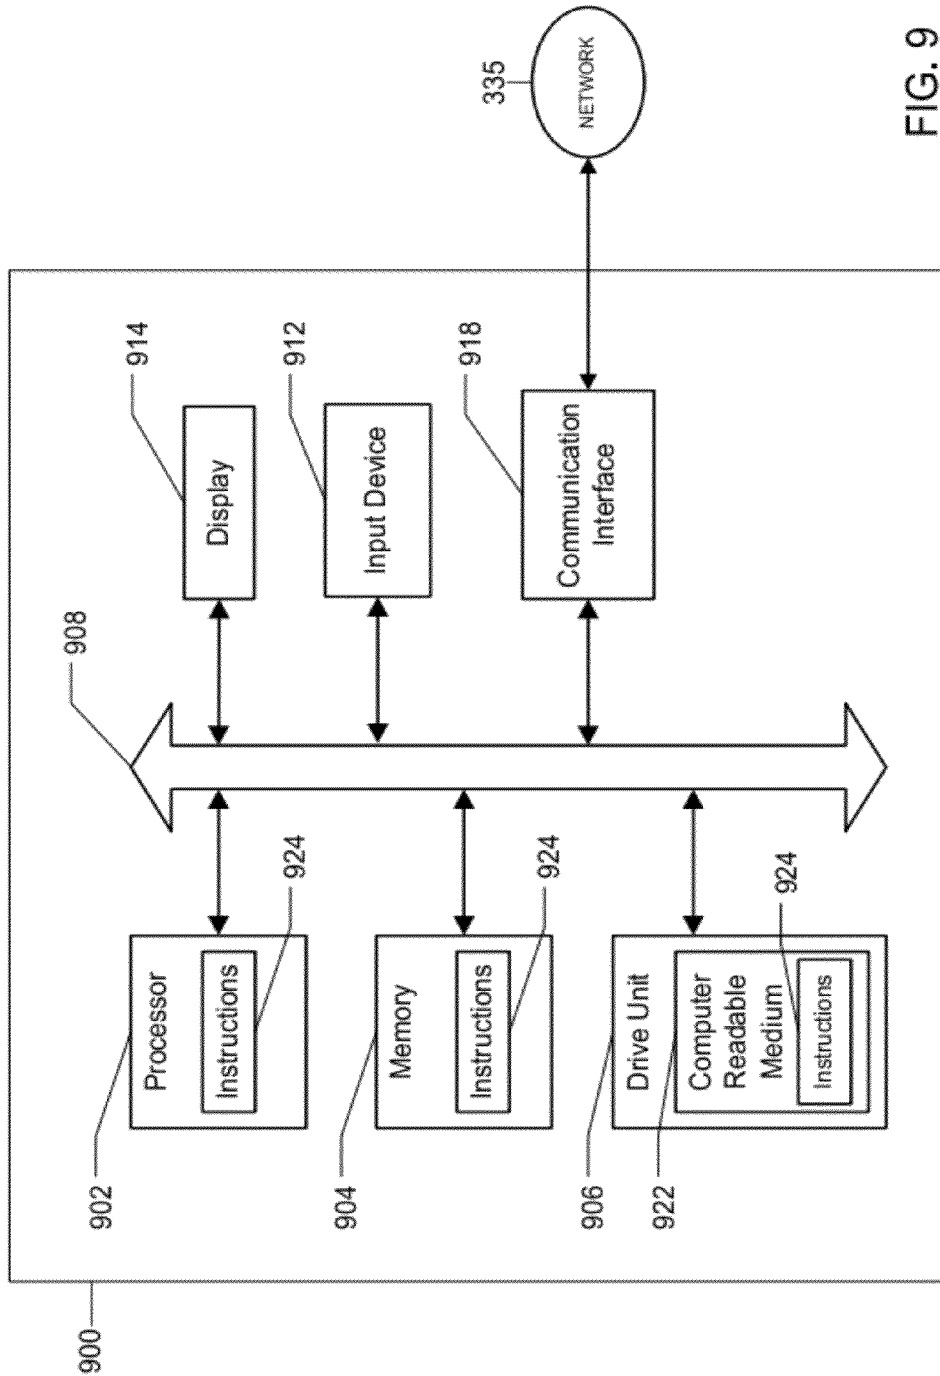 900
902
Processor
Instructions
924
904
Memory
Instructions
924
906
Drive Unit
922
Computer
Readable
Medium
Instructions
924
908
Display
914
Input Device
912
Communication
Interface
918
335
NETWORK
FIG. 9